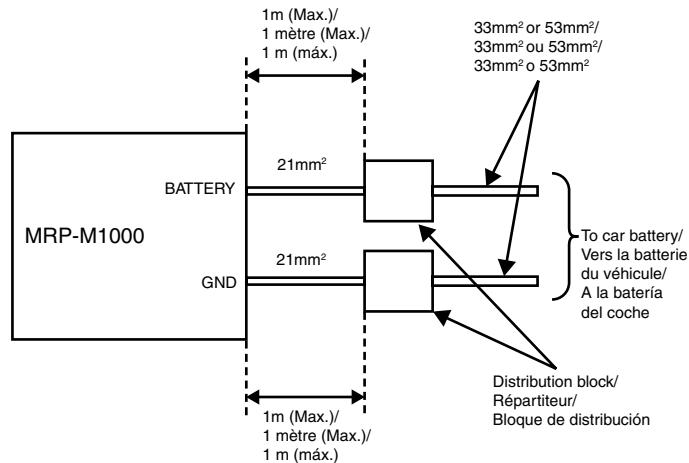 1m (Max.)/
1 mètre (Max.)/
1 m (máx.)
33mm² or 53mm²/
33mm² ou 53mm²/
33mm² o 53mm²
21mm²
BATTERY
MRP-M1000
21mm²
GND
To car battery/
Vers la batterie
du véhicule/
A la batería
del coche
Distribution block/
Répartiteur/
Bloque de distribución
1m (Max.)/
1 mètre (Max.)/
1 m (máx.)